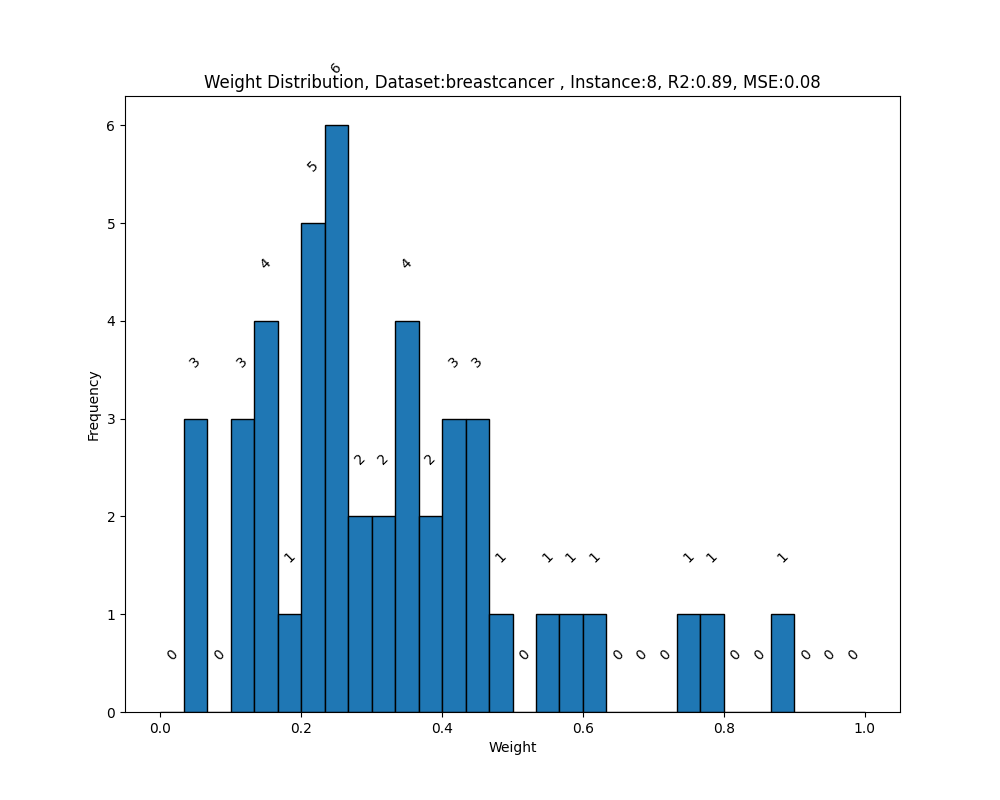 6
Weight Distribution, Dataset:breastcancer , Instance:8, R2:0.89, MSE:0.08
6
5
4
3
2
1
0
Frequency
0 3 0 3 4 1 5 2 2 4 2 3 3 1 0 1 1 1 0 0 0 1 1 0 0 1 0 0 0
0.0 0.2 0.4 0.6 0.8 1.0
Weight